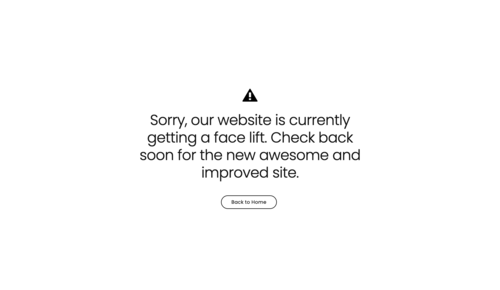 Sorry, our website is currently
getting a face lift. Check back
soon for the new awesome and
improved site.
Back to Home